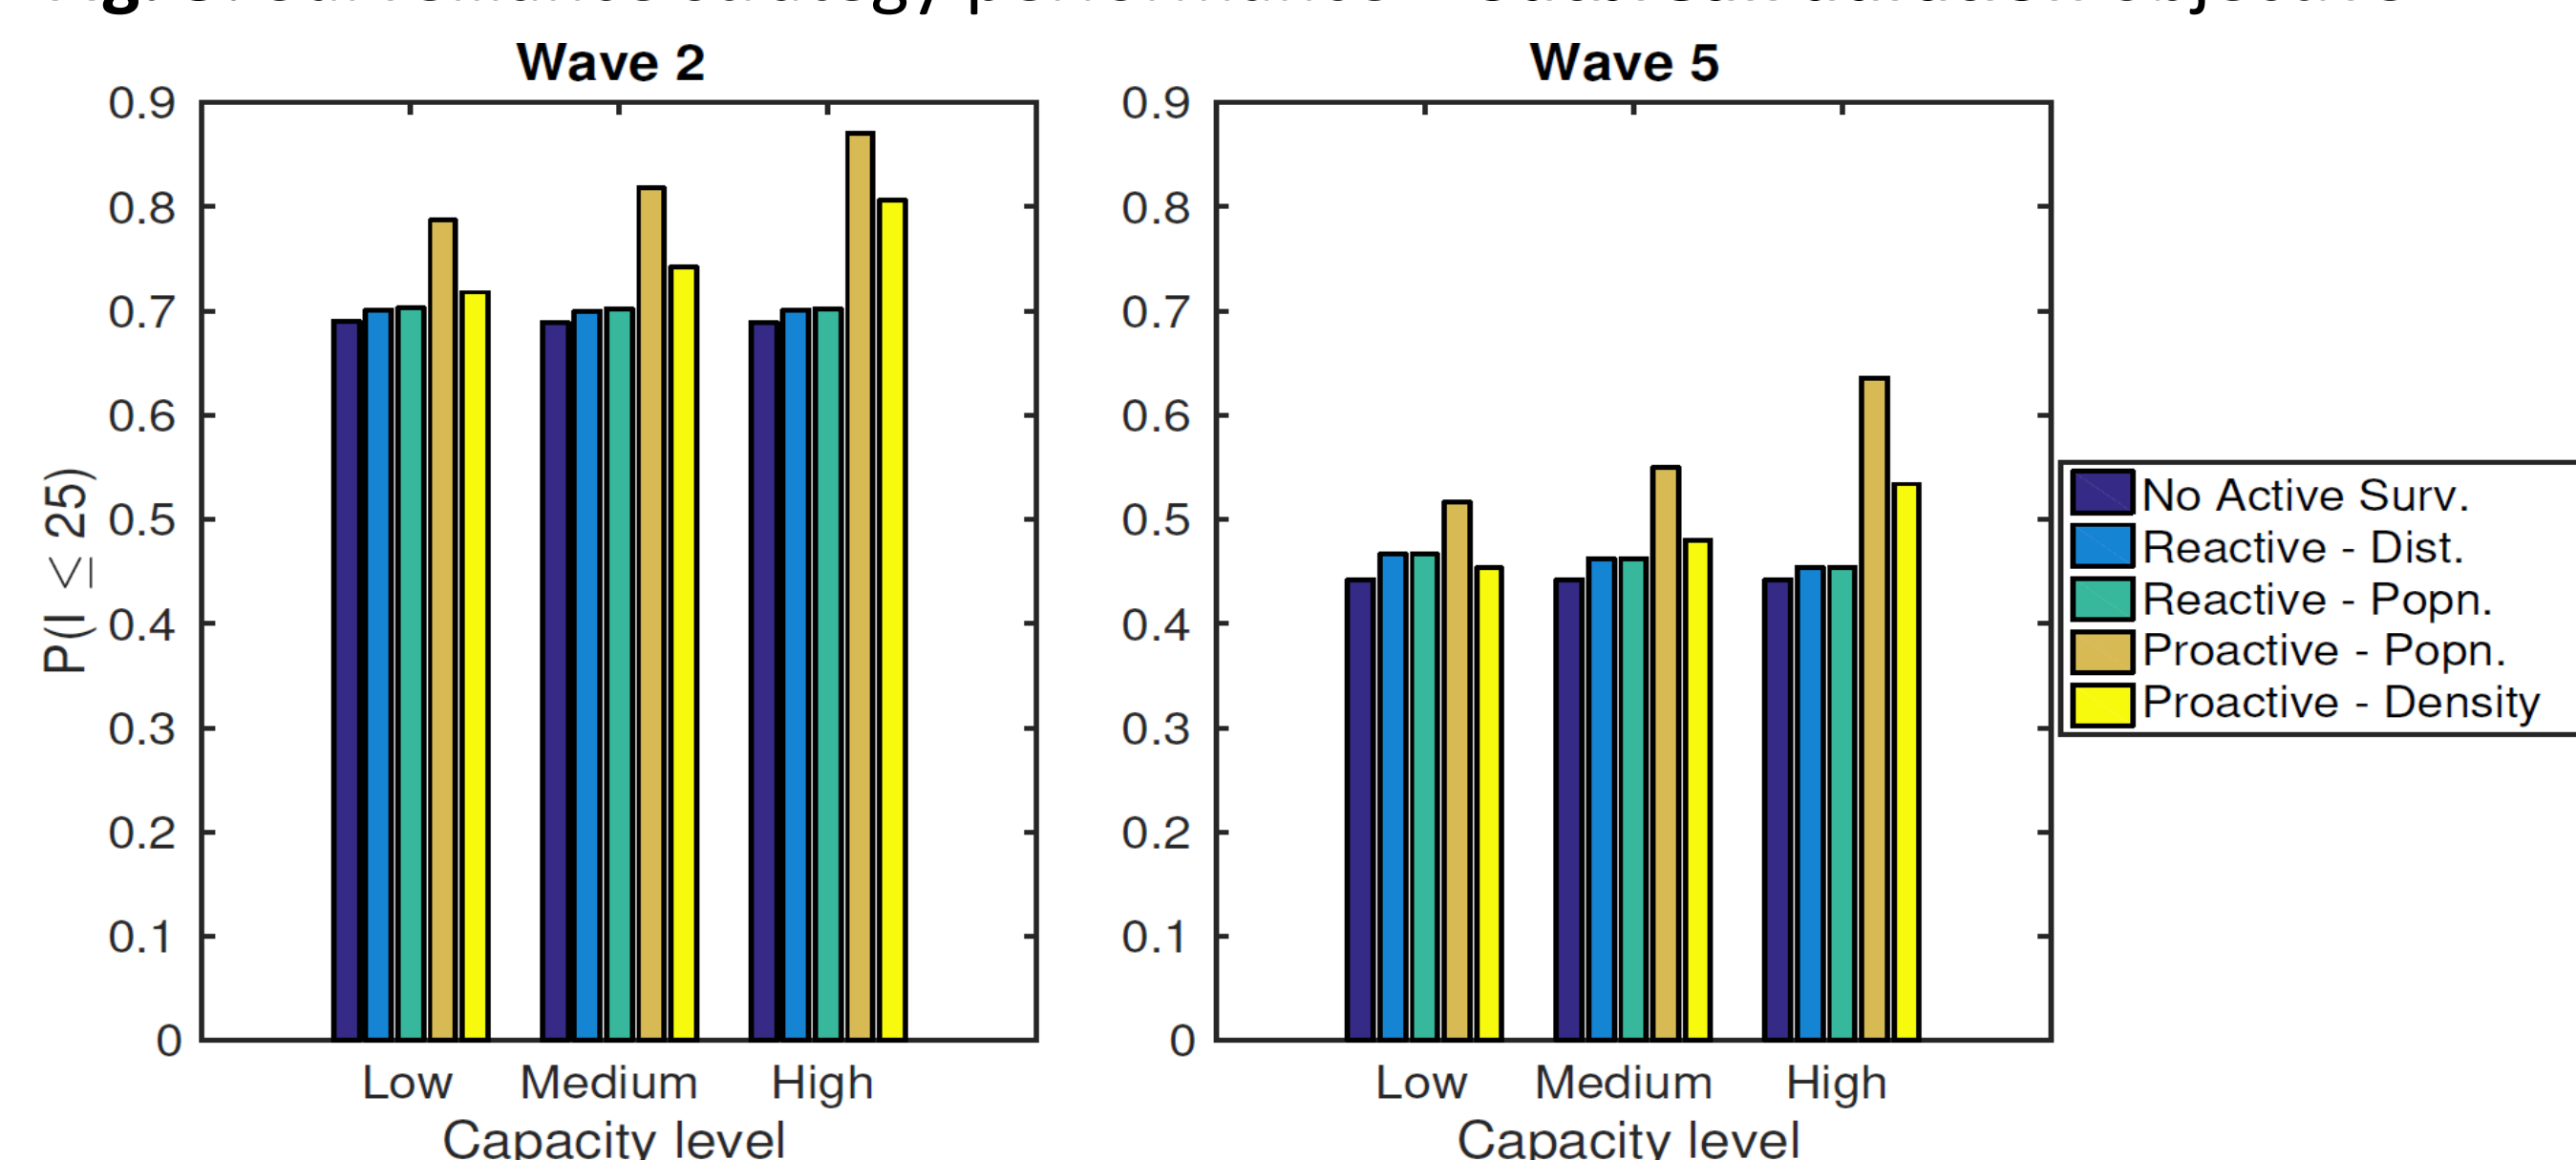 Wave 2
0.9
0.8
0.7
0.6
0.5
0.4
0.3
0.2
0.1
0
P(I ≤ 25)
Low Medium High
Capacity level
Wave 5
0.9
0.8
0.7
0.6
0.5
0.4
0.3
0.2
0.1
0
Low Medium High
Capacity level
No Active Surv.
Reactive - Dist.
Reactive - Popn.
Proactive - Popn.
Proactive - Density